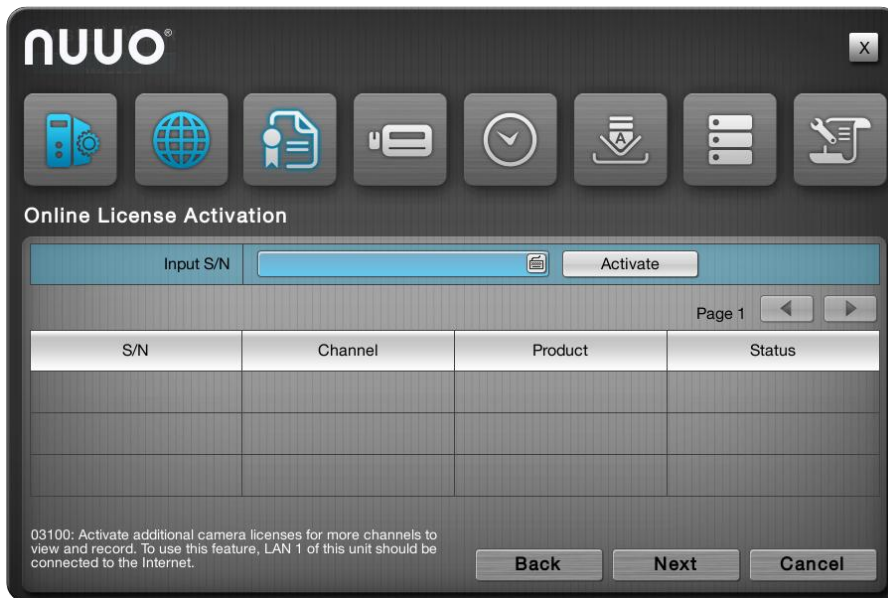 nuuo®
X
A
Online License Activation
Input S/N
Activate
Page 1
S/N Channel Product Status
03100: Activate additional camera licenses for more channels to
view and record. To use this feature, LAN 1 of this unit should be
connected to the Internet.
Back Next Cancel